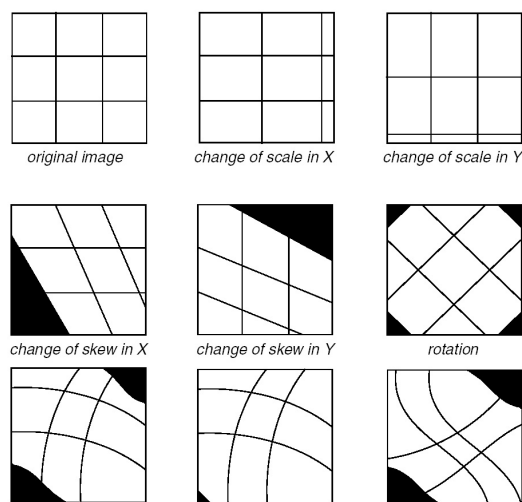 original image
change of scale in X
change of scale in Y
change of skew in X
change of skew in Y
rotation